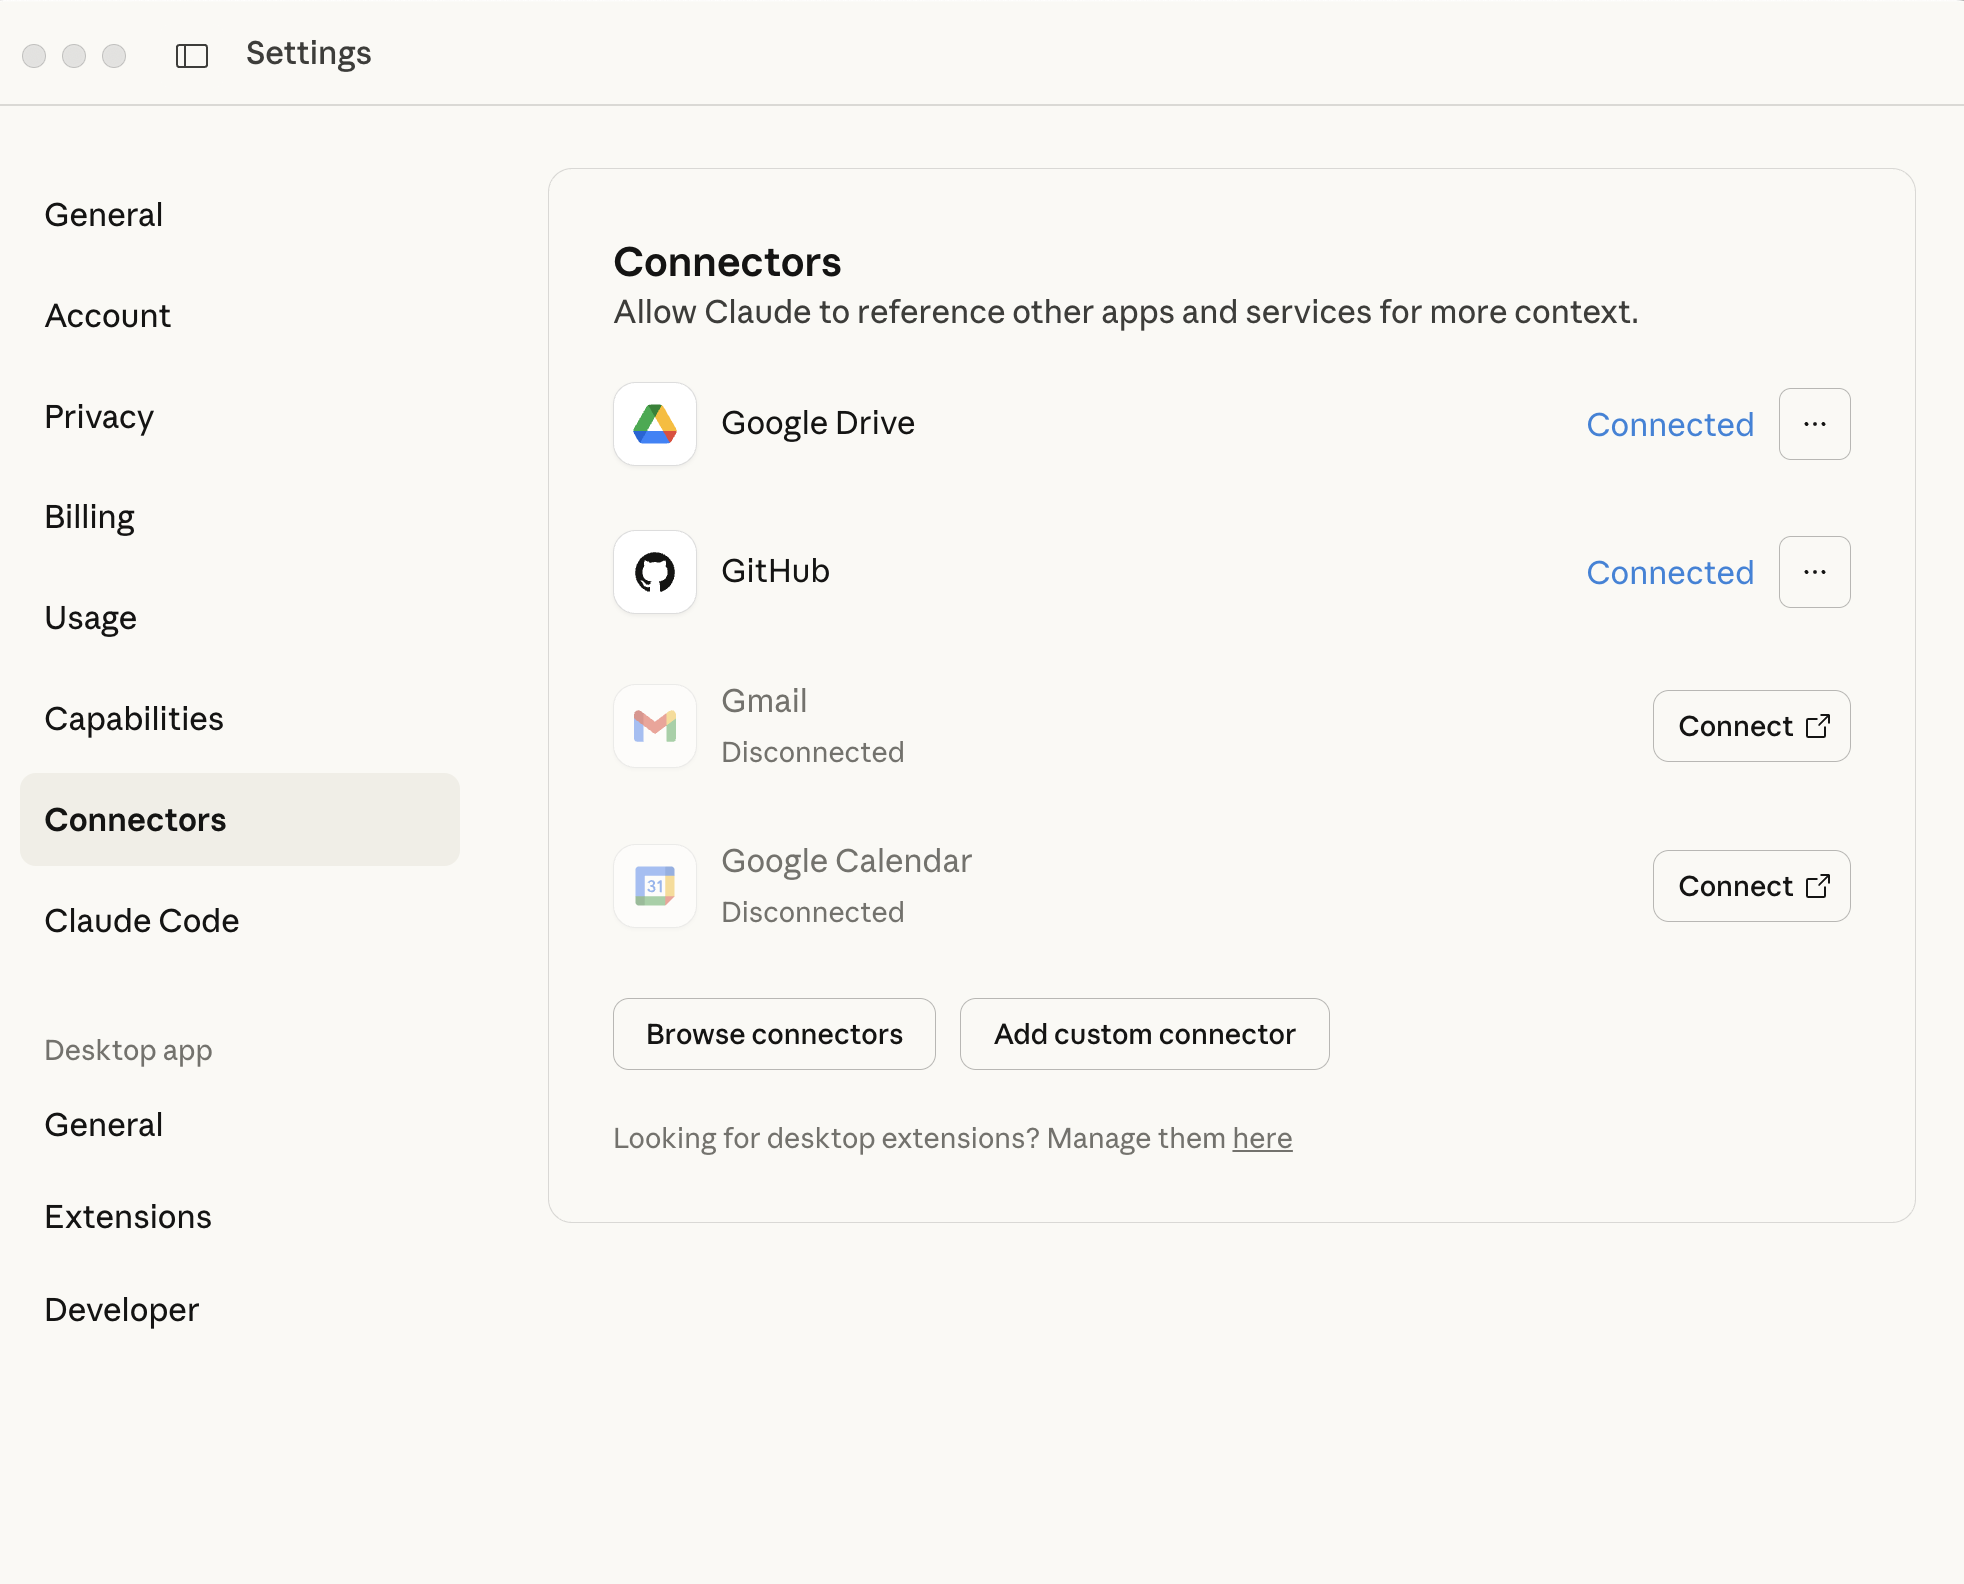 Settings
General
Account
Privacy
Billing
Usage
Capabilities
Connectors
Claude Code
Desktop app
General
Extensions
Developer
Connectors
Allow Claude to reference other apps and services for more context.
Google Drive
Connected
GitHub
Connected
Gmail
Disconnected
Connect
31
Google Calendar
Disconnected
Connect
Browse connectors
Add custom connector
Looking for desktop extensions? Manage them here